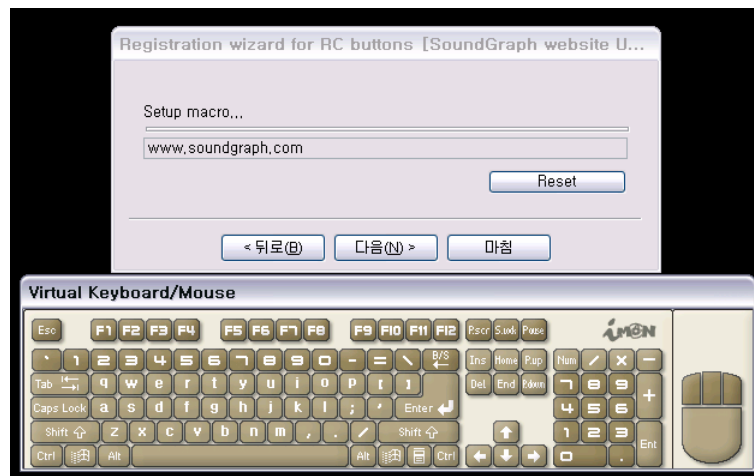 Registration wizard for RC buttons [SoundGraph website U...
Setup macro...
www.soundgraph.com
Reset
< 뒤로(B) 다음(N) > 마침
Virtual Keyboard/Mouse
Esc F1 F2 F3 F4 F5 F6 F7 F8 F9 F10 F11 F12 P.scr S.lok Pause iMON
` 1 2 3 4 5 6 7 8 9 0 - = \ B/S ← Ins Home P.up Num / X -
Tab q w e r t y u i o p [ ] Del End P.down 7 8 9 +
Caps Lock a s d f g h j k l ; ' Enter 4 5 6
Shift z x c v b n m , . / Shift 1 2 3 Ent
Ctrl Alt Alt Ctrl 0 .